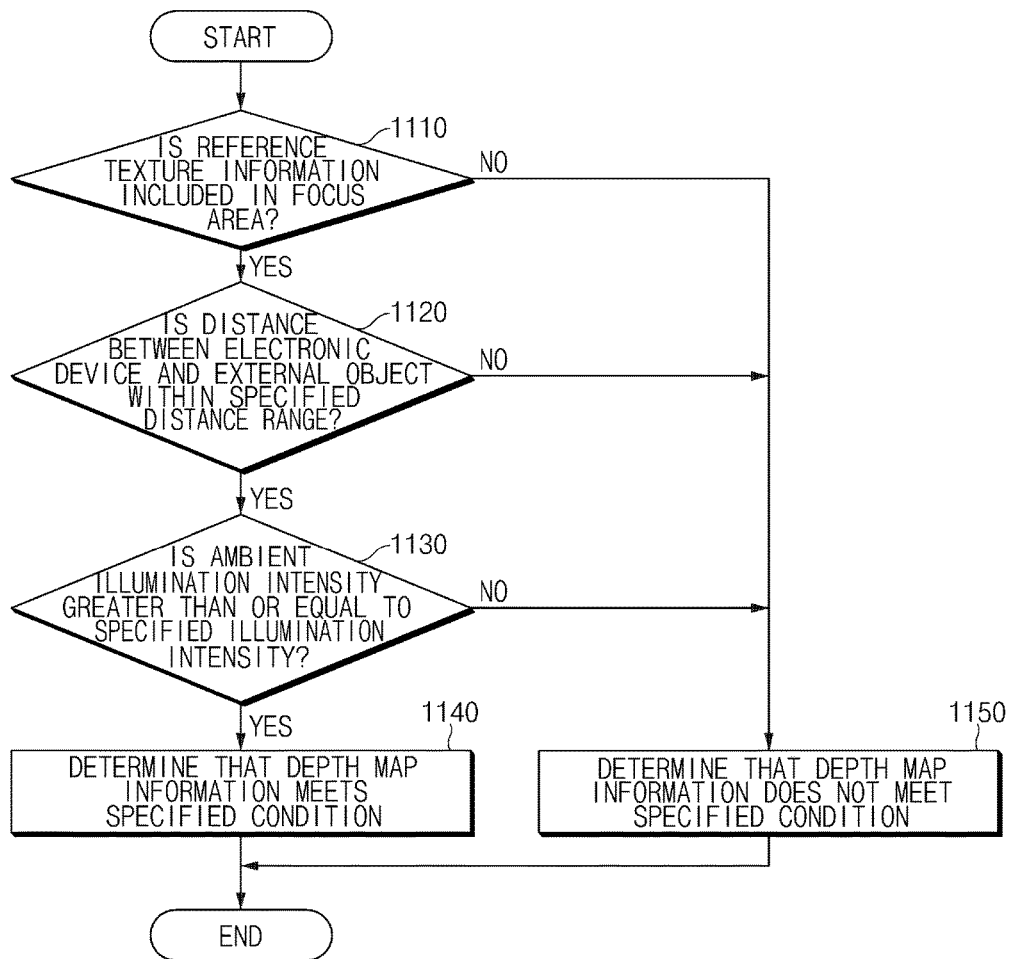 START
1110
IS REFERENCE
TEXTURE INFORMATION
INCLUDED IN FOCUS
AREA?
NO
YES
1120
IS DISTANCE
BETWEEN ELECTRONIC
DEVICE AND EXTERNAL OBJECT
WITHIN SPECIFIED
DISTANCE RANGE?
NO
YES
1130
IS AMBIENT
ILLUMINATION INTENSITY
GREATER THAN OR EQUAL TO
SPECIFIED ILLUMINATION
INTENSITY?
NO
YES
1140
DETERMINE THAT DEPTH MAP
INFORMATION MEETS
SPECIFIED CONDITION
1150
DETERMINE THAT DEPTH MAP
INFORMATION DOES NOT MEET
SPECIFIED CONDITION
END